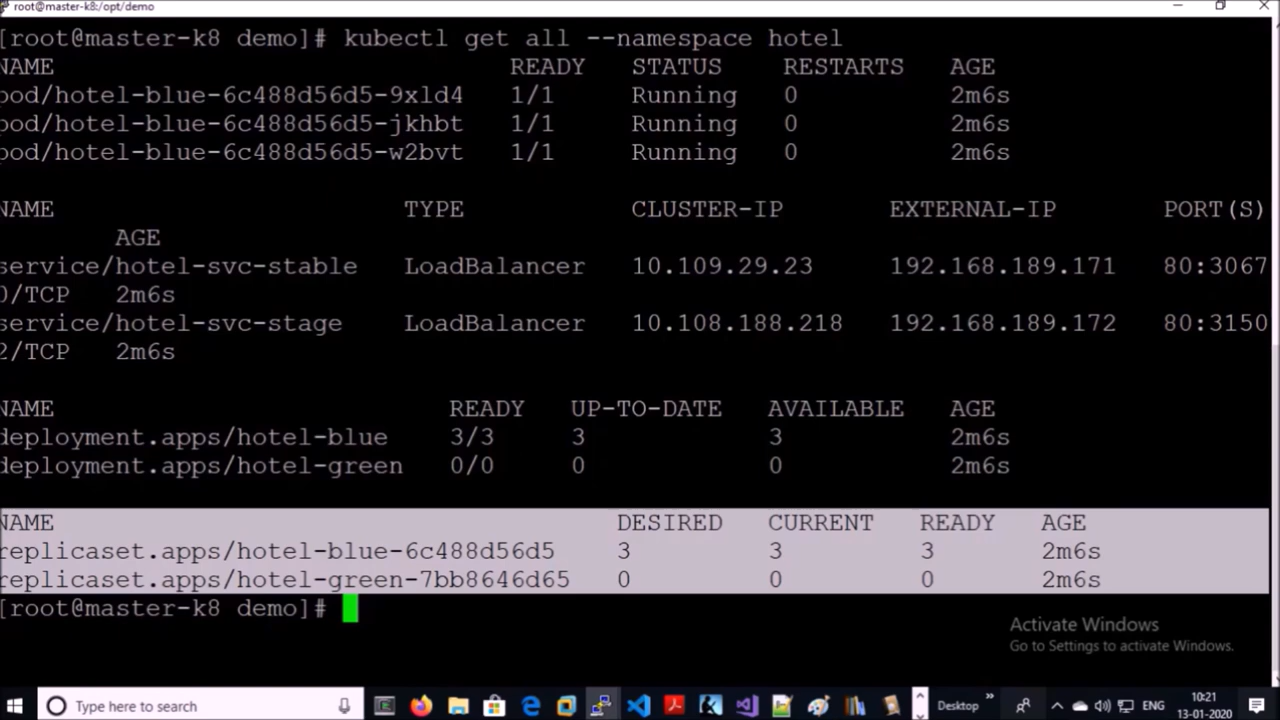 root@master-k8:/opt/demo
[root@master-k8 demo]# kubectl get all --namespace hotel
NAME READY STATUS RESTARTS AGE
pod/hotel-blue-6c488d56d5-9xld4 1/1 Running 0 2m6s
pod/hotel-blue-6c488d56d5-jkhbt 1/1 Running 0 2m6s
pod/hotel-blue-6c488d56d5-w2bvt 1/1 Running 0 2m6s
NAME TYPE CLUSTER-IP EXTERNAL-IP PORT(S)
AGE
service/hotel-svc-stable LoadBalancer 10.109.29.23 192.168.189.171 80:3067
0/TCP 2m6s
service/hotel-svc-stage LoadBalancer 10.108.188.218 192.168.189.172 80:3150
2/TCP 2m6s
NAME READY UP-TO-DATE AVAILABLE AGE
deployment.apps/hotel-blue 3/3 3 3 2m6s
deployment.apps/hotel-green 0/0 0 0 2m6s
NAME DESIRED CURRENT READY AGE
replicaset.apps/hotel-blue-6c488d56d5 3 3 3 2m6s
replicaset.apps/hotel-green-7bb8646d65 0 0 0 2m6s
[root@master-k8 demo]#
Activate Windows
Go to Settings to activate Windows.
Type here to search
Desktop
ENG
10:21
13-01-2020